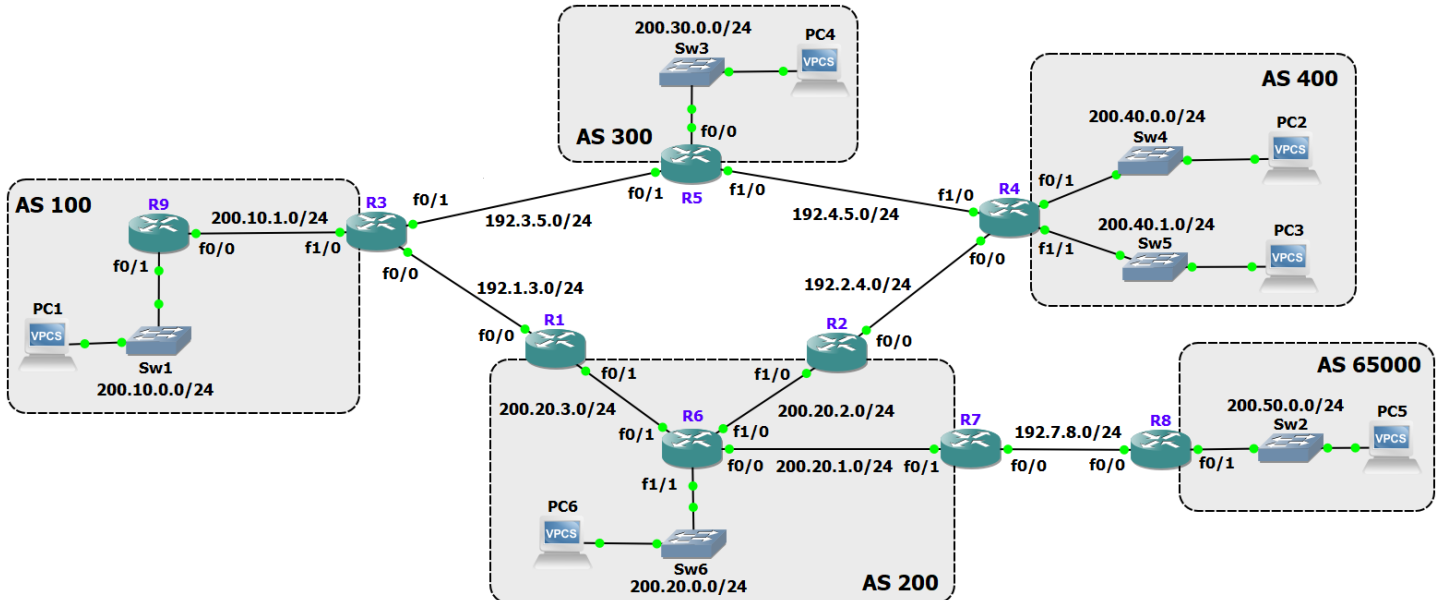 200.30.0.0/24
Sw3
PC4
VPCS
f0/0
AS 300
f0/1
R5
f1/0
AS 400
200.40.0.0/24
Sw4
PC2
VPCS
f0/1
f1/0
R4
f1/1
f0/0
200.40.1.0/24
Sw5
PC3
VPCS
AS 100
R9
200.10.1.0/24
R3
f0/1
f0/0
f1/0
f0/0
f0/1
PC1
VPCS
Sw1
200.10.0.0/24
192.3.5.0/24
192.4.5.0/24
192.1.3.0/24
192.2.4.0/24
R1
f0/0
f0/1
R2
f0/0
f1/0
200.20.3.0/24
200.20.2.0/24
R6
f0/1
f1/0
f0/0
f1/1
200.20.1.0/24
R7
f0/1
f0/0
192.7.8.0/24
R8
f0/0
f0/1
AS 65000
200.50.0.0/24
Sw2
PC5
VPCS
PC6
VPCS
Sw6
200.20.0.0/24
AS 200